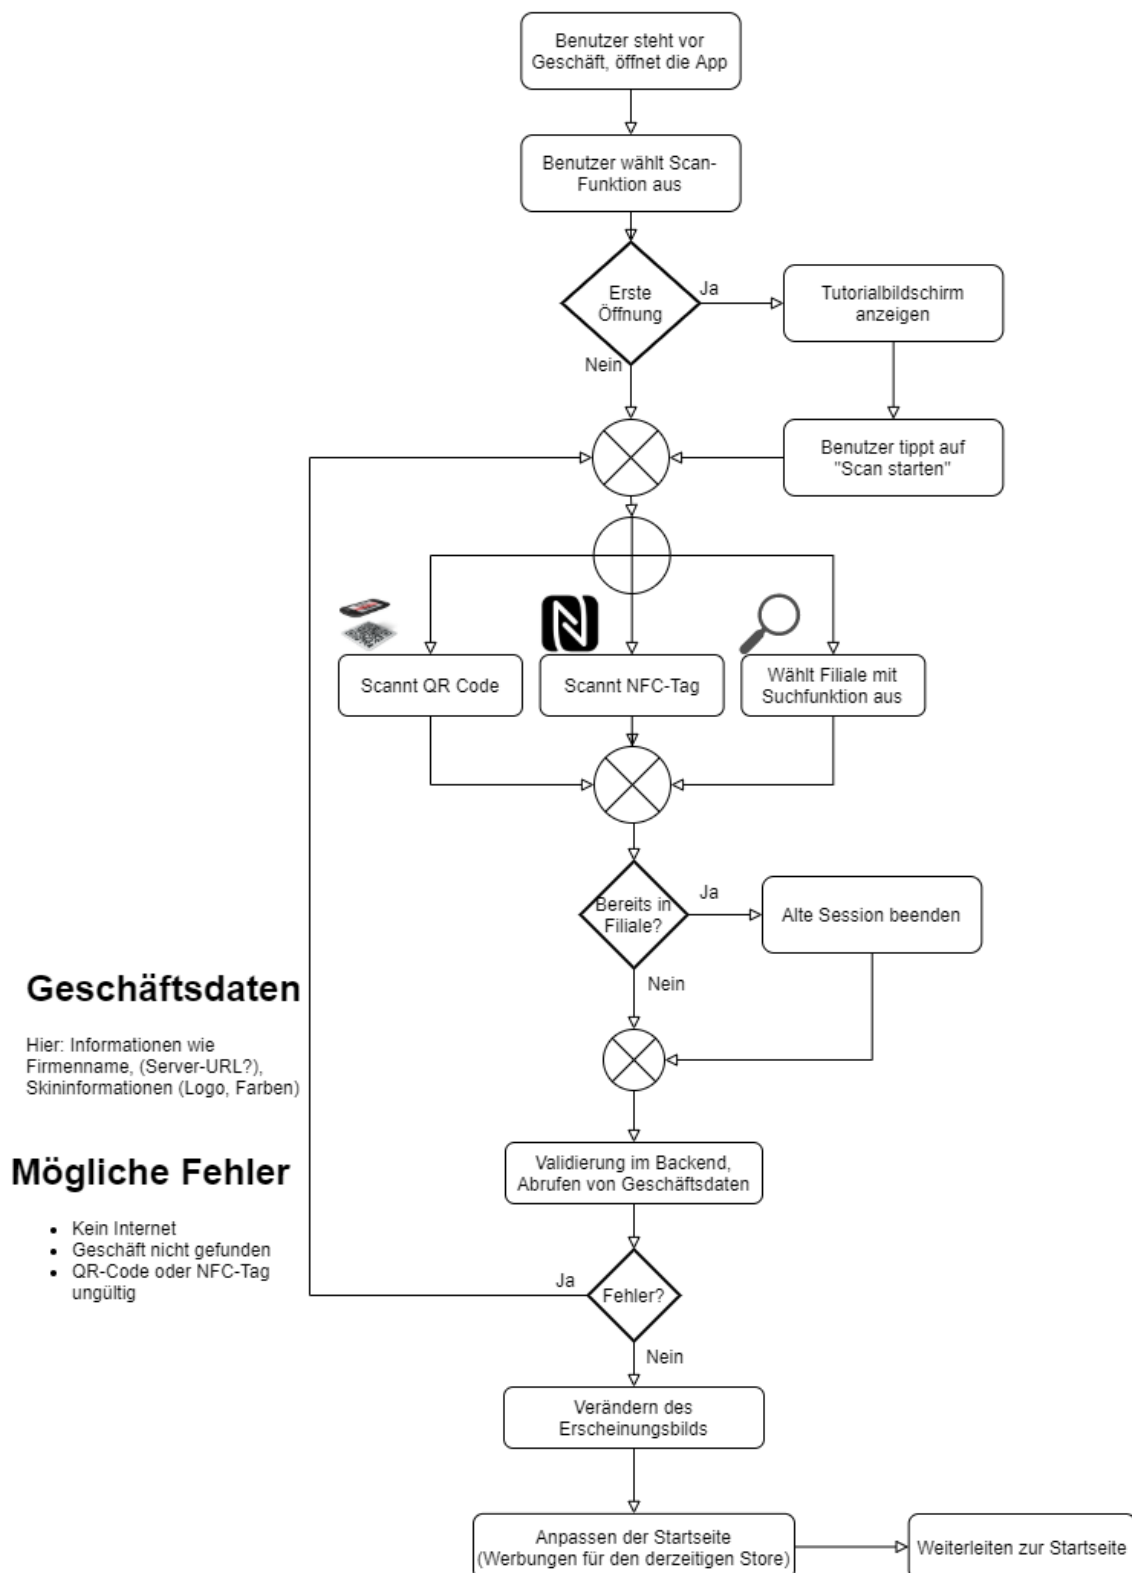 Benutzer steht vor
Geschäft, öffnet die App
Benutzer wählt Scan-
Funktion aus
Erste
Öffnung
Ja
Tutorialbildschirm
anzeigen
Nein
Benutzer tippt auf
"Scan starten"
Scannt QR Code
Scannt NFC-Tag
Wählt Filiale mit
Suchfunktion aus
Bereits in
Filiale?
Ja
Alte Session beenden
Nein
Geschäftsdaten
Hier: Informationen wie
Firmenname, (Server-URL?),
Skininformationen (Logo, Farben)
Validierung im Backend,
Abrufen von Geschäftsdaten
Mögliche Fehler
• Kein Internet
• Geschäft nicht gefunden
• QR-Code oder NFC-Tag
ungültig
Ja
Fehler?
Nein
Verändern des
Erscheinungsbilds
Anpassen der Startseite
(Werbungen für den derzeitigen Store)
Weiterleiten zur Startseite